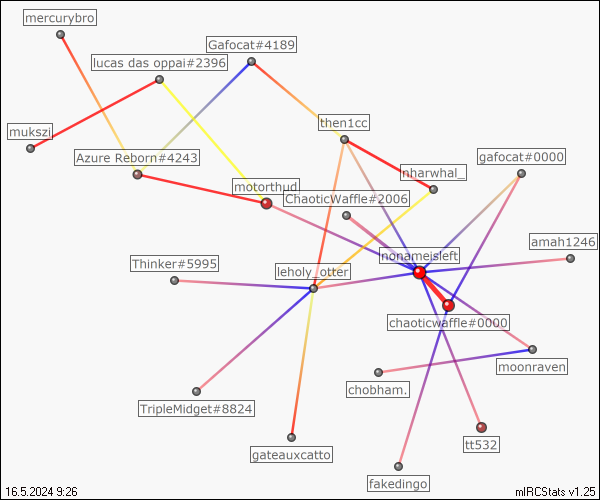 mercurybro
Gafocat#4189
lucas das oppai#2396
then1cc
mukszi
Azure Reborn#4243
gafocat#0000
nharwhal_
motorthud
ChaoticWaffle#2006
amah1246
nonameisleft
Thinker#5995
leholy_otter
chaoticwaffle#0000
moonraven
chobham.
TripleMidget#8824
tt532
gateauxcatto
fakedingo
16.5.2024 9:26
mIRCStats v1.25